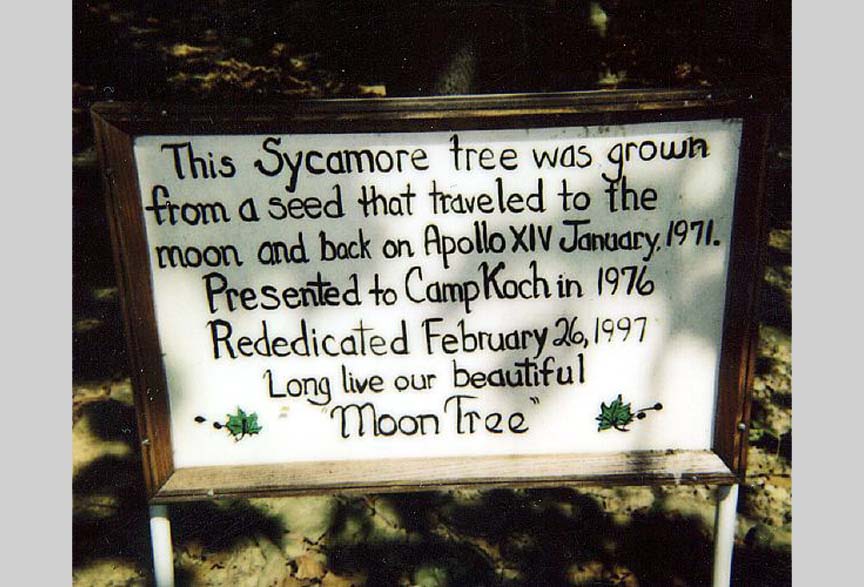 This Sycamore tree was grown
from a seed that traveled to the
moon and back on Apollo XIV January, 1971.
Presented to Camp Koch in 1976
Rededicated February 26, 1997
Long live our beautiful
"Moon Tree"